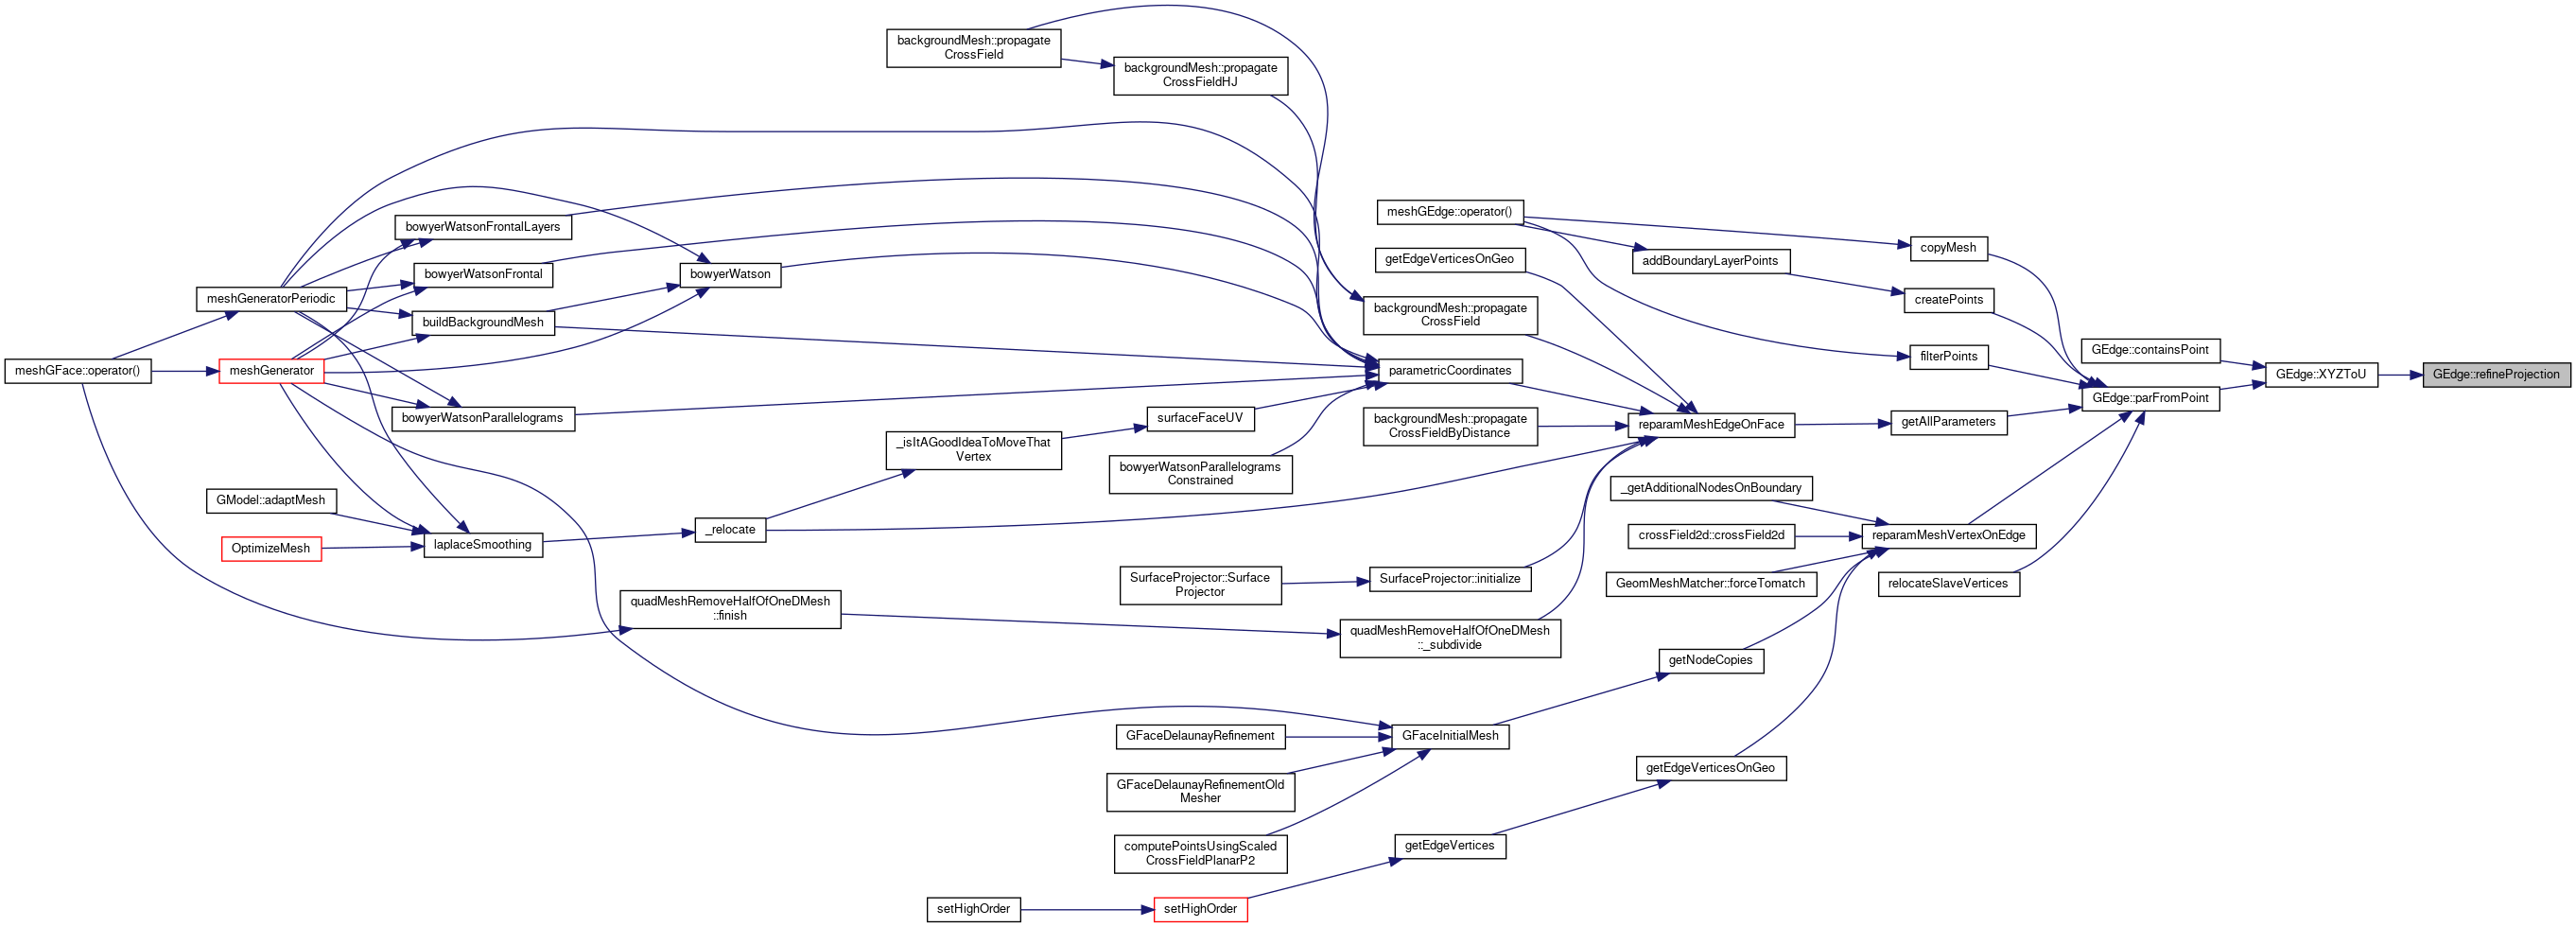 backgroundMesh::propagate
CrossField
backgroundMesh::propagate
CrossFieldHJ
meshGEdge::operator()
bowyerWatsonFrontalLayers
copyMesh
getEdgeVerticesOnGeo
addBoundaryLayerPoints
bowyerWatsonFrontal
bowyerWatson
meshGeneratorPeriodic
createPoints
backgroundMesh::propagate
CrossField
buildBackgroundMesh
GEdge::containsPoint
filterPoints
meshGFace::operator()
meshGenerator
parametricCoordinates
GEdge::XYZToU
GEdge::refineProjection
GEdge::parFromPoint
bowyerWatsonParallelograms
surfaceFaceUV
backgroundMesh::propagate
CrossFieldByDistance
reparamMeshEdgeOnFace
getAllParameters
_isItAGoodIdeaToMoveThat
Vertex
bowyerWatsonParallelograms
Constrained
_getAdditionalNodesOnBoundary
GModel::adaptMesh
_relocate
crossField2d::crossField2d
reparamMeshVertexOnEdge
OptimizeMesh
laplaceSmoothing
SurfaceProjector::Surface
Projector
SurfaceProjector::initialize
GeomMeshMatcher::forceTomatch
relocateSlaveVertices
quadMeshRemoveHalfOfOneDMesh
::finish
quadMeshRemoveHalfOfOneDMesh
::_subdivide
getNodeCopies
GFaceDelaunayRefinement
GFaceInitialMesh
getEdgeVerticesOnGeo
GFaceDelaunayRefinementOld
Mesher
computePointsUsingScaled
CrossFieldPlanarP2
getEdgeVertices
setHighOrder
setHighOrder